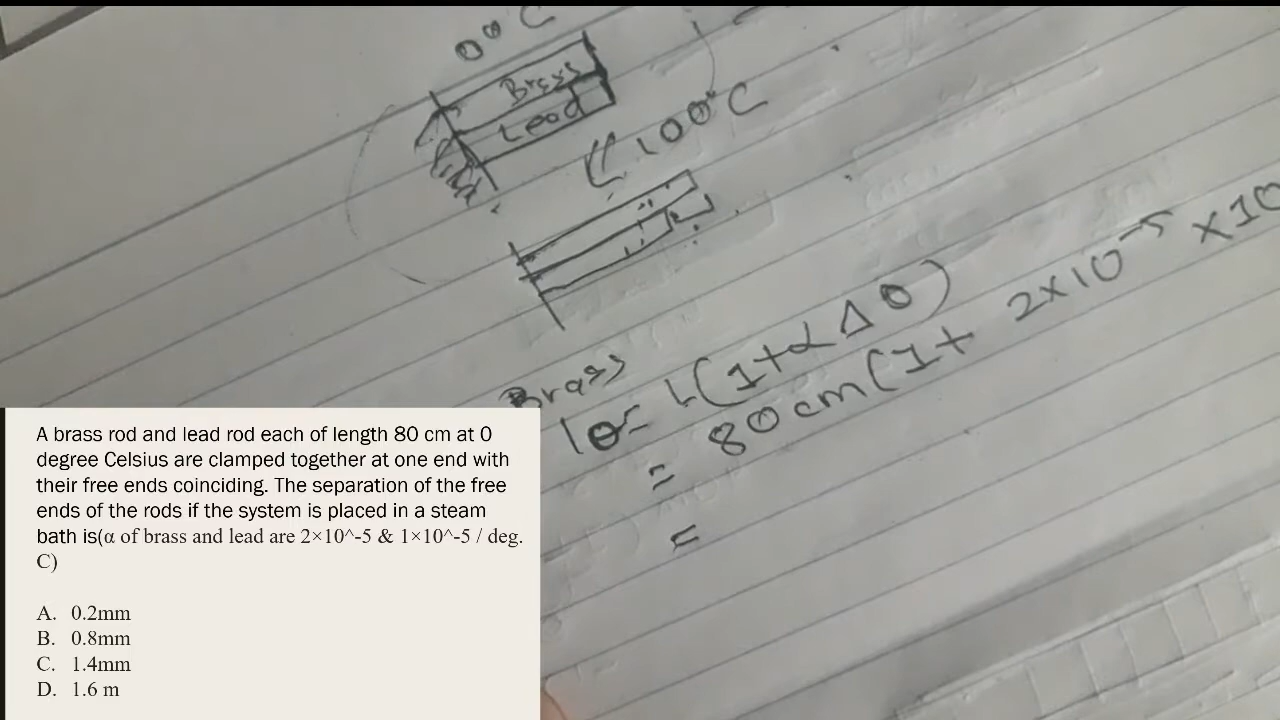 0°C
Brass
Lead
100°C
Brass
lθ= L(1+αΔθ)
= 80cm(1+ 2×10^-5 ×10
=
A brass rod and lead rod each of length 80 cm at 0
degree Celsius are clamped together at one end with
their free ends coinciding. The separation of the free
ends of the rods if the system is placed in a steam
bath is(α of brass and lead are 2×10^-5 & 1×10^-5 / deg.
C)
A. 0.2mm
B. 0.8mm
C. 1.4mm
D. 1.6 m